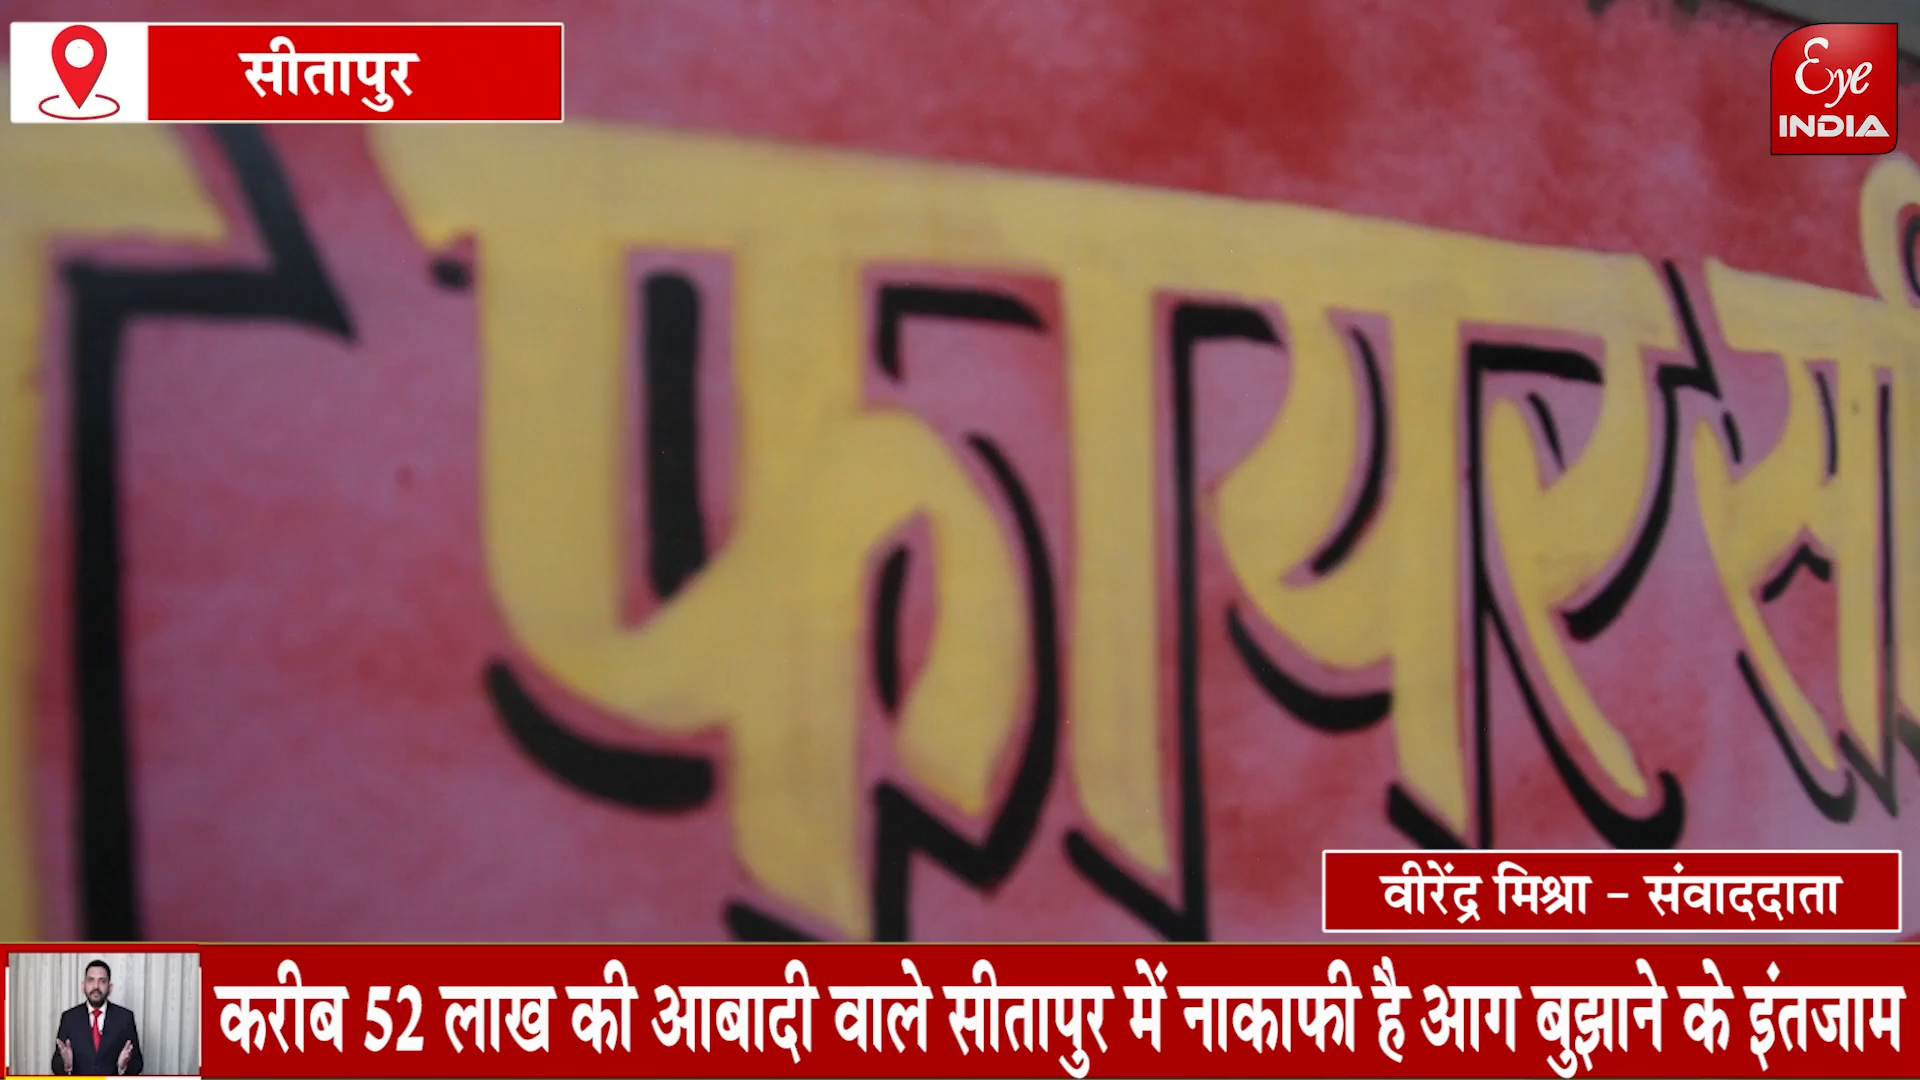 सीतापुर
Eye
INDIA
फायर स
वीरेंद्र मिश्रा - संवाददाता
करीब 52 लाख की आबादी वाले सीतापुर में नाकाफी है आग बुझाने के इंतजाम